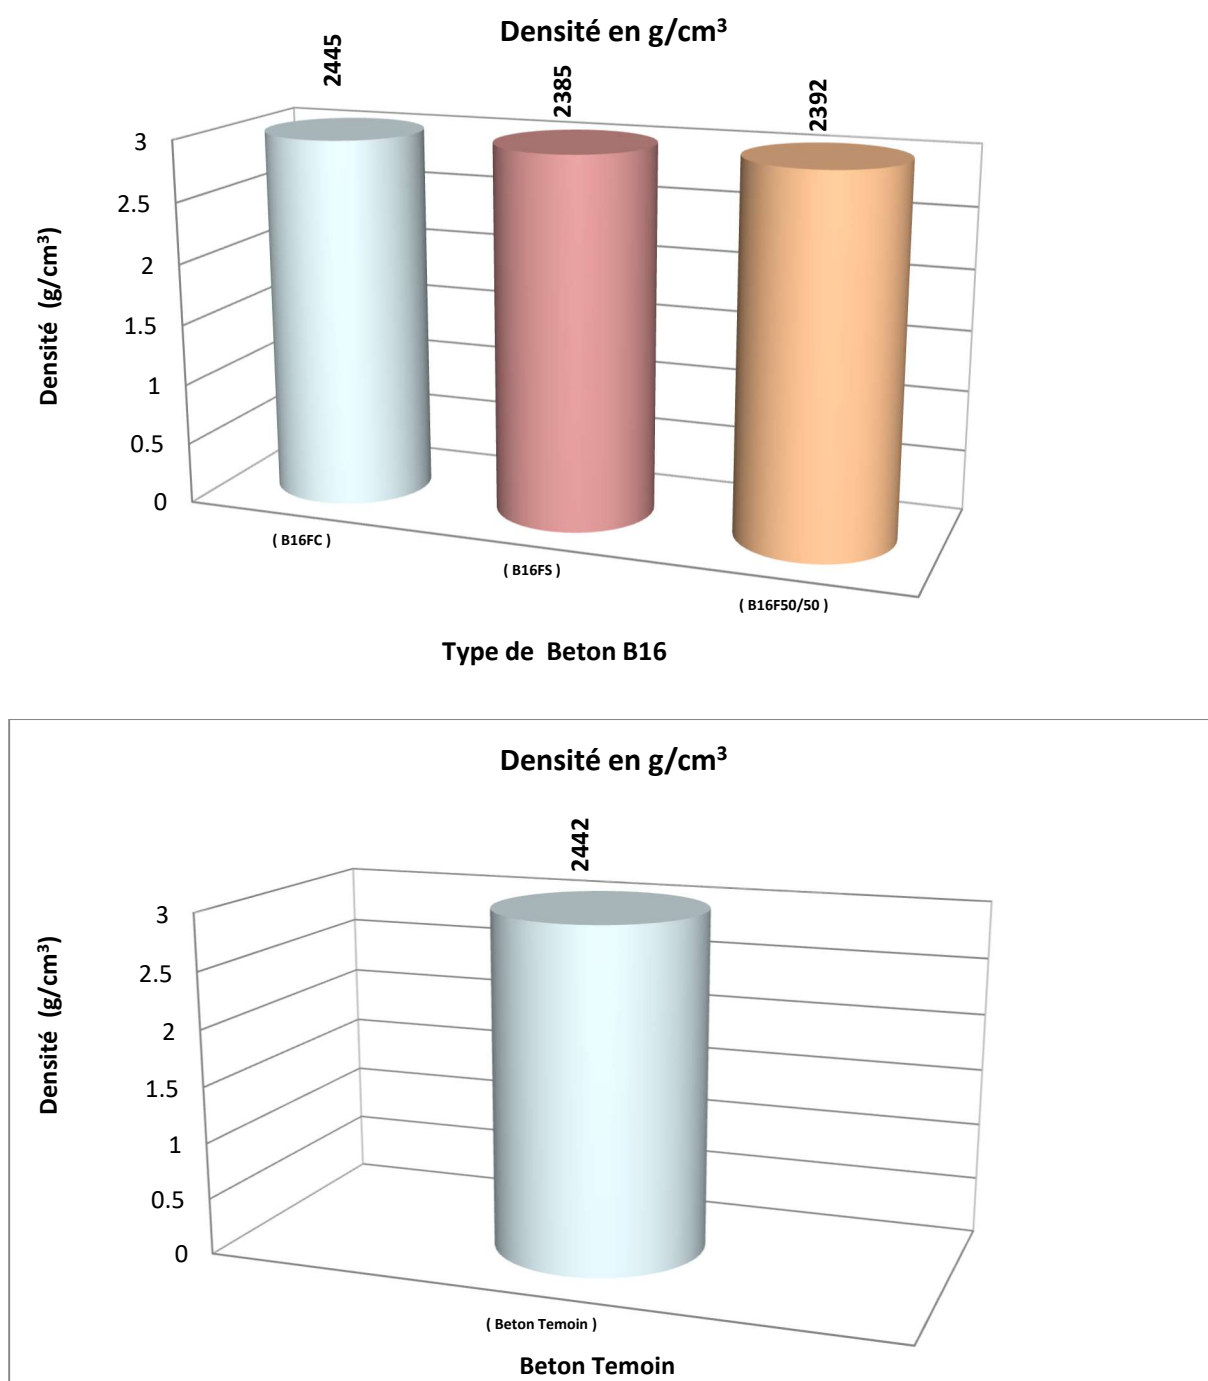 Densité en g/cm³
2445
2385
2392
3
2.5
2
1.5
1
0.5
0
Densité (g/cm³)
( B16FC )
( B16FS )
( B16F50/50 )
Type de Beton B16
Densité en g/cm³
2442
3
2.5
2
1.5
1
0.5
0
Densité (g/cm³)
( Beton Temoin )
Beton Temoin